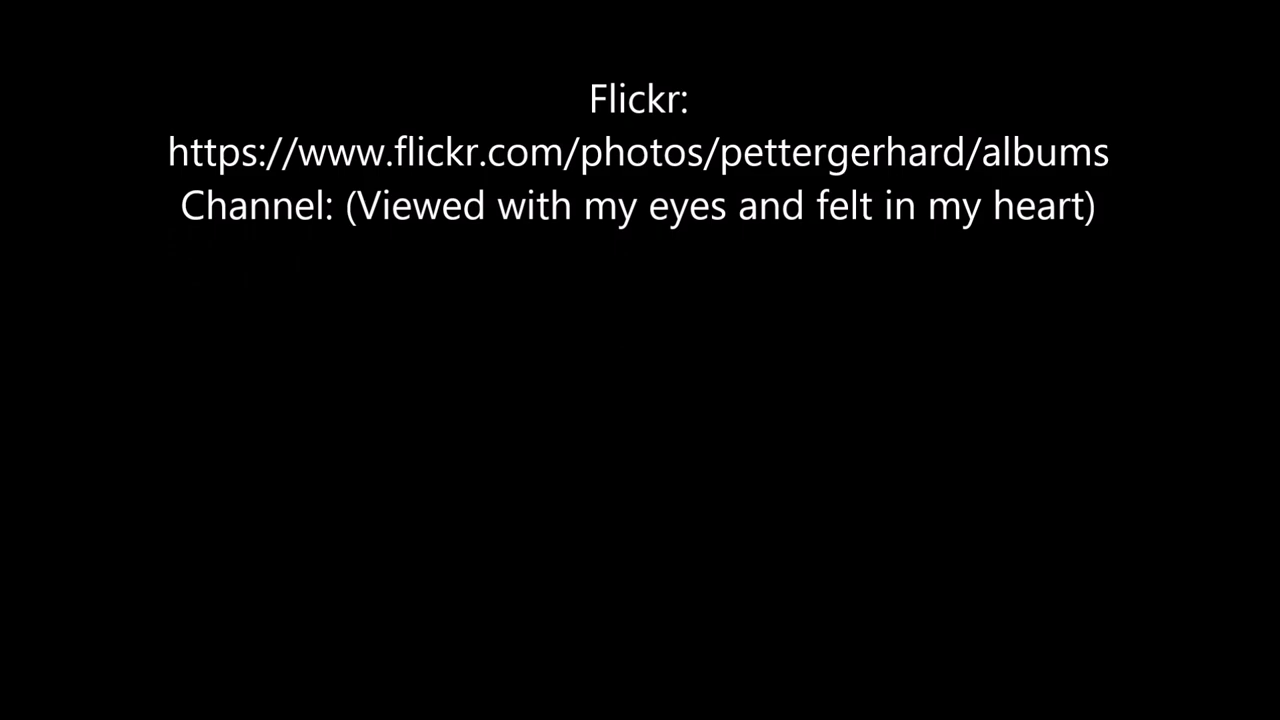 Flickr:
https://www.flickr.com/photos/pettergerhard/albums
Channel: (Viewed with my eyes and felt in my heart)